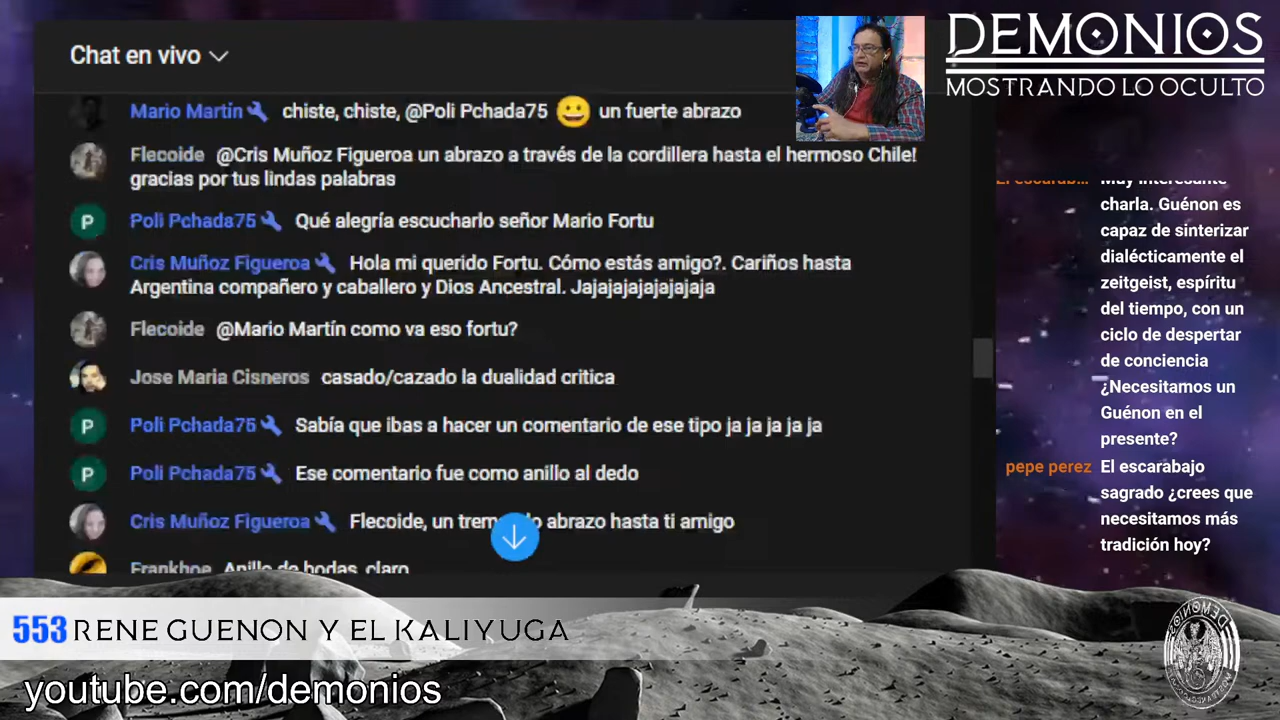 Chat en vivo
DEMONIOS
MOSTRANDO LO OCULTO
Mario Martín chiste, chiste, @Poli Pchada75 😀 un fuerte abrazo
Flecoide @Cris Muñoz Figueroa un abrazo a través de la cordillera hasta el hermoso Chile!
gracias por tus lindas palabras
Poli Pchada75 Qué alegría escucharlo señor Mario Fortu
Cris Muñoz Figueroa Hola mi querido Fortu. Cómo estás amigo?. Cariños hasta
Argentina compañero y caballero y Dios Ancestral. Jajajajajajajaja
Flecoide @Mario Martín como va eso fortu?
Jose Maria Cisneros casado/cazado la dualidad critica
Poli Pchada75 Sabía que ibas a hacer un comentario de ese tipo ja ja ja ja ja
Poli Pchada75 Ese comentario fue como anillo al dedo
Cris Muñoz Figueroa Flecoide, un abrazo hasta ti amigo
Frankhoe Anillo de bodas, claro
Muy interesante
charla. Guénon es
capaz de sinterizar
dialécticamente el
zeitgeist, espíritu
del tiempo, con un
ciclo de despertar
de conciencia
¿Necesitamos un
Guénon en el
presente?
pepe perez El escarabajo
sagrado ¿crees que
necesitamos más
tradición hoy?
553 RENE GUENON Y EL KALIYUGA
youtube.com/demonios